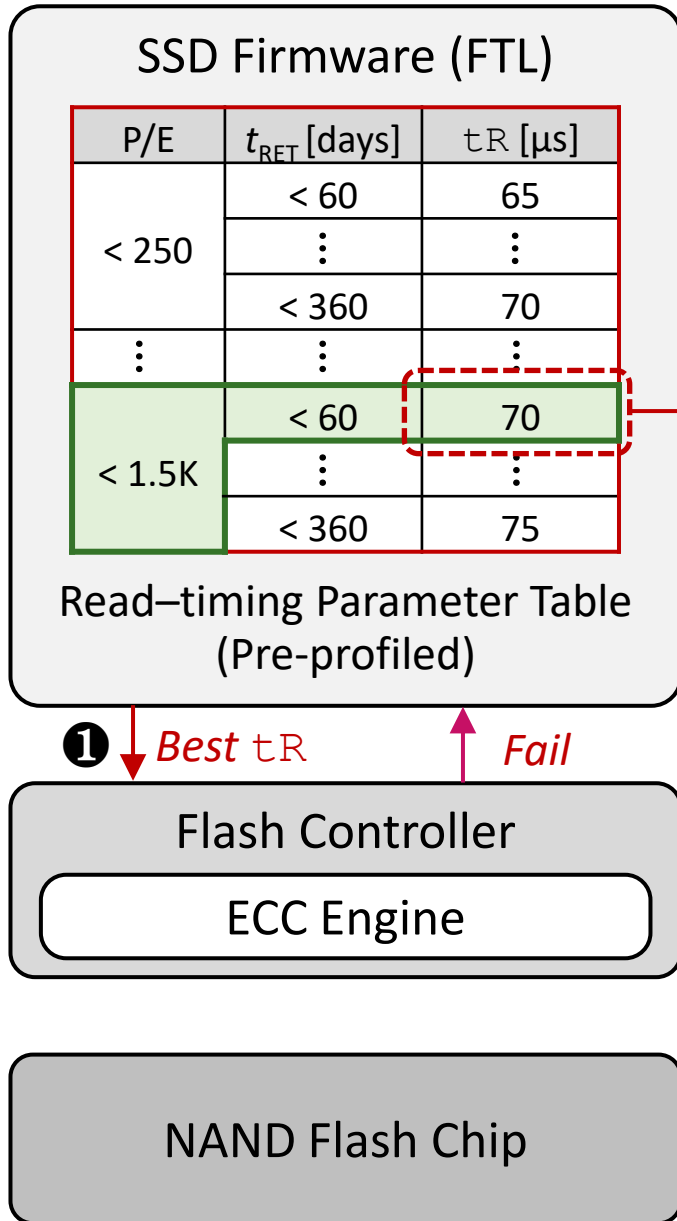 SSD Firmware (FTL)
P/E t_RET [days] tR [µs]
< 60 65
< 250 ⋮ ⋮
< 360 70
⋮ ⋮ ⋮
< 60 70
< 1.5K ⋮ ⋮
< 360 75
Read–timing Parameter Table
(Pre-profiled)
❶ Best tR Fail
Flash Controller
ECC Engine
NAND Flash Chip